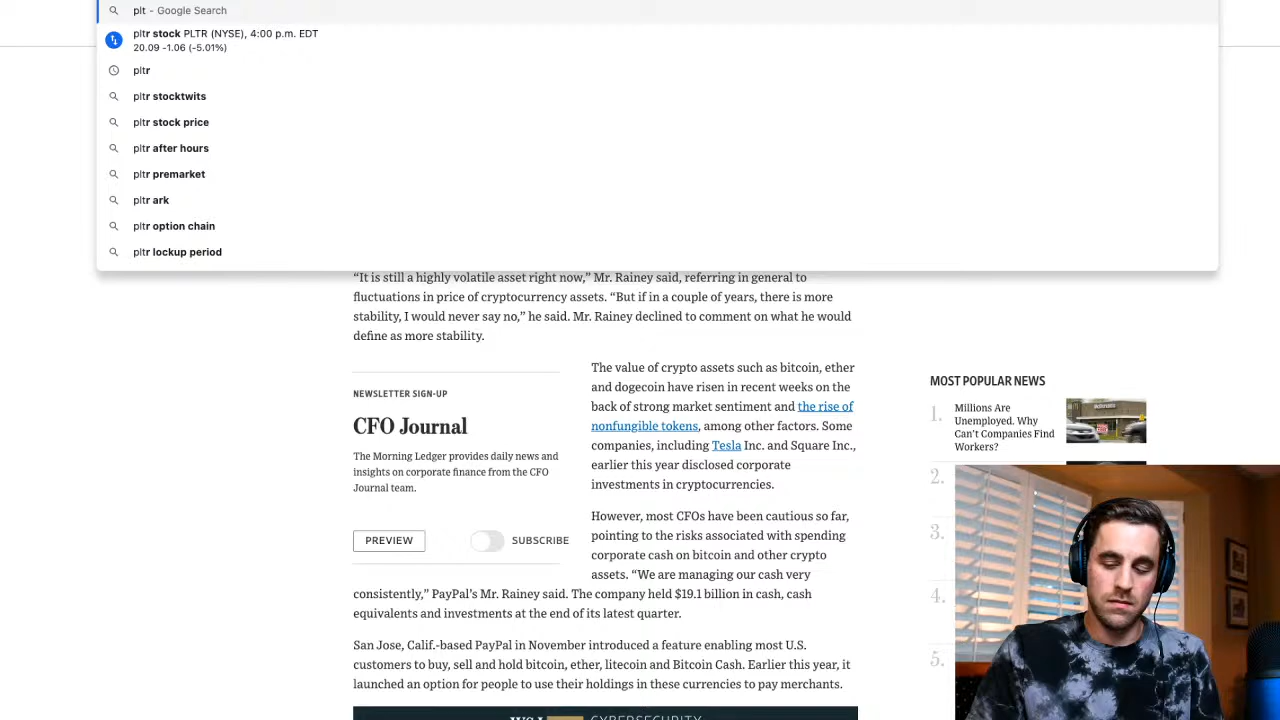 plt - Google Search
pltr stock PLTR (NYSE), 4:00 p.m. EDT
20.09 -1.06 (-5.01%)
pltr
pltr stocktwits
pltr stock price
pltr after hours
pltr premarket
pltr ark
pltr option chain
pltr lockup period
“It is still a highly volatile asset right now,” Mr. Rainey said, referring in general to
fluctuations in price of cryptocurrency assets. “But if in a couple of years, there is more
stability, I would never say no,” he said. Mr. Rainey declined to comment on what he would
define as more stability.
NEWSLETTER SIGN-UP
CFO Journal
The Morning Ledger provides daily news and
insights on corporate finance from the CFO
Journal team.
PREVIEW
SUBSCRIBE
The value of crypto assets such as bitcoin, ether
and dogecoin have risen in recent weeks on the
back of strong market sentiment and the rise of
nonfungible tokens, among other factors. Some
companies, including Tesla Inc. and Square Inc.,
earlier this year disclosed corporate
investments in cryptocurrencies.
However, most CFOs have been cautious so far,
pointing to the risks associated with spending
corporate cash on bitcoin and other crypto
assets. “We are managing our cash very
consistently,” PayPal’s Mr. Rainey said. The company held $19.1 billion in cash, cash
equivalents and investments at the end of its latest quarter.
San Jose, Calif.-based PayPal in November introduced a feature enabling most U.S.
customers to buy, sell and hold bitcoin, ether, litecoin and Bitcoin Cash. Earlier this year, it
launched an option for people to use their holdings in these currencies to pay merchants.
MOST POPULAR NEWS
1.
Millions Are
Unemployed. Why
Can’t Companies Find
Workers?
2.
3.
4.
5.
WSJ
CYBERSECURITY